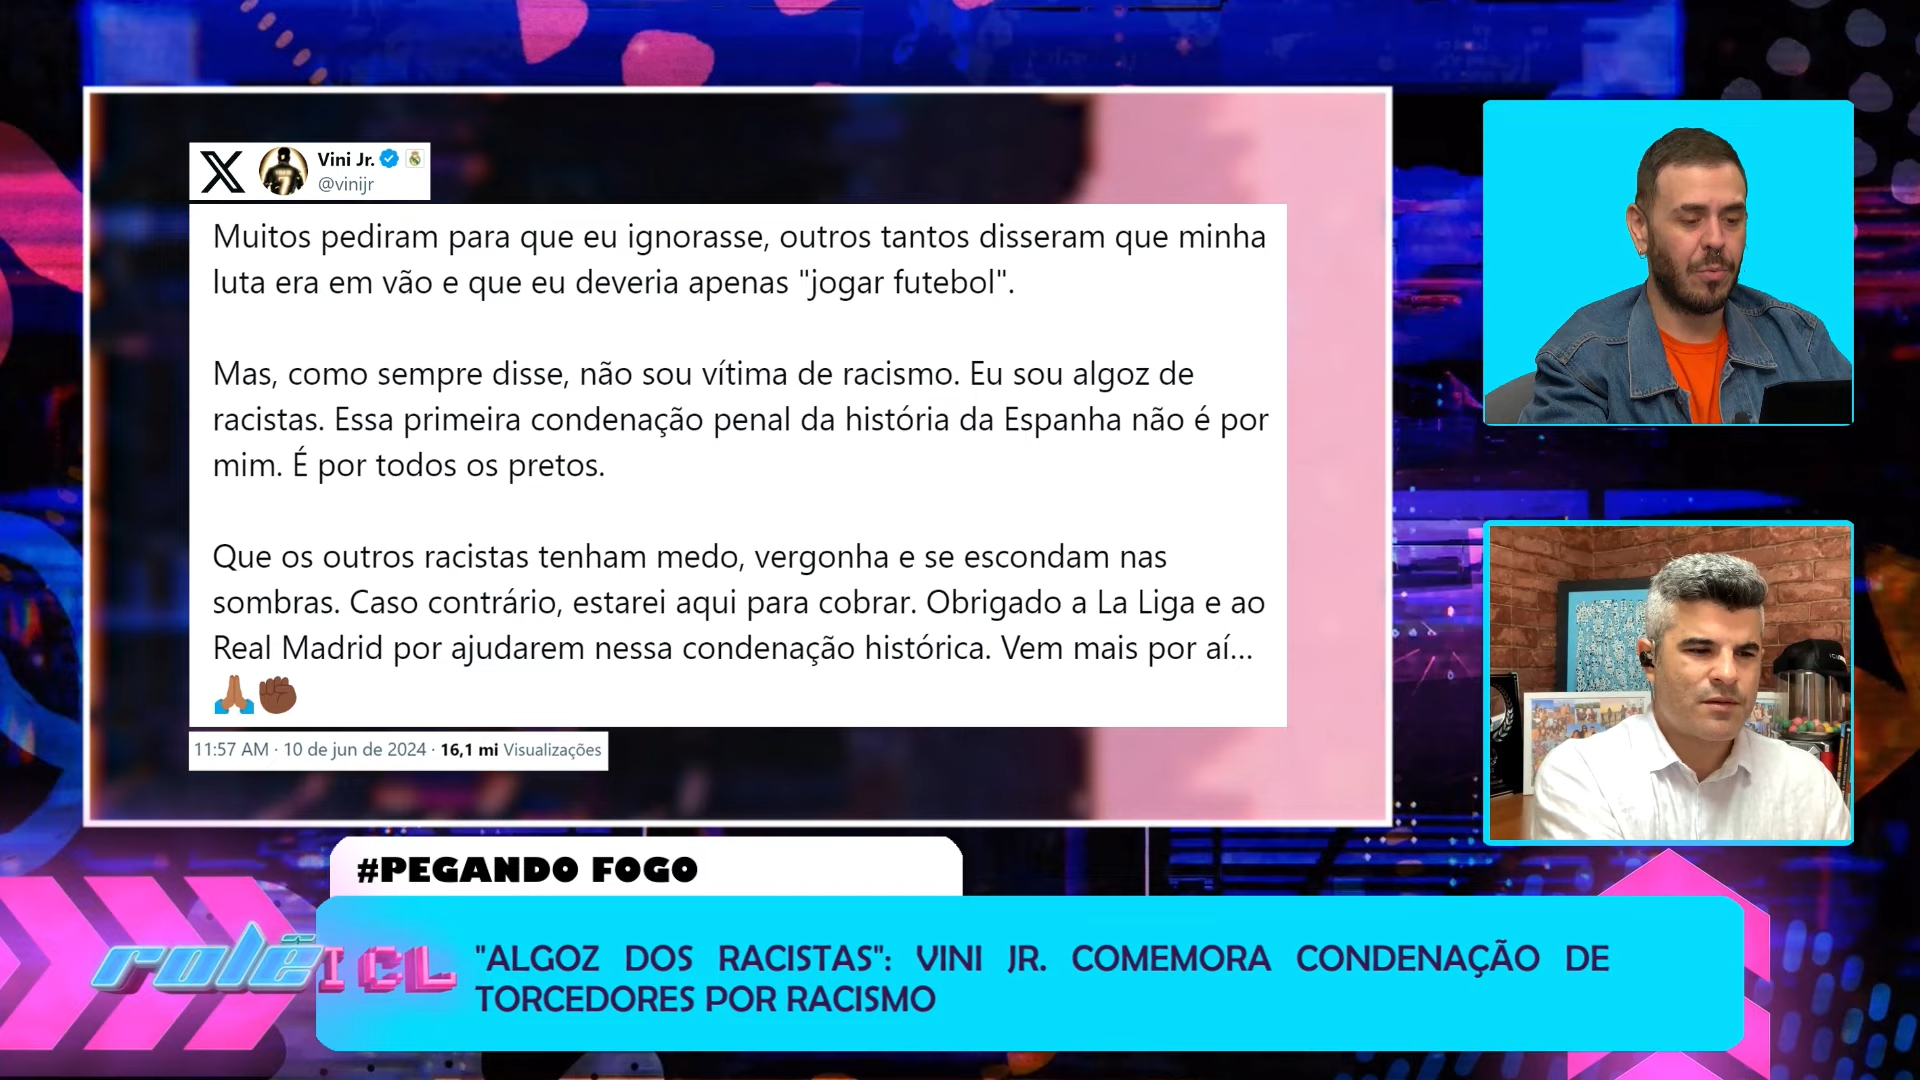 Vini Jr.
@vinijr
Muitos pediram para que eu ignorasse, outros tantos disseram que minha
luta era em vão e que eu deveria apenas "jogar futebol".
Mas, como sempre disse, não sou vítima de racismo. Eu sou algoz de
racistas. Essa primeira condenação penal da história da Espanha não é por
mim. É por todos os pretos.
Que os outros racistas tenham medo, vergonha e se escondam nas
sombras. Caso contrário, estarei aqui para cobrar. Obrigado a La Liga e ao
Real Madrid por ajudarem nessa condenação histórica. Vem mais por aí...
🙏🏾✊🏾
11:57 AM · 10 de jun de 2024 · 16,1 mi Visualizações
#PEGANDO FOGO
rolê ICL
"ALGOZ DOS RACISTAS": VINI JR. COMEMORA CONDENAÇÃO DE
TORCEDORES POR RACISMO